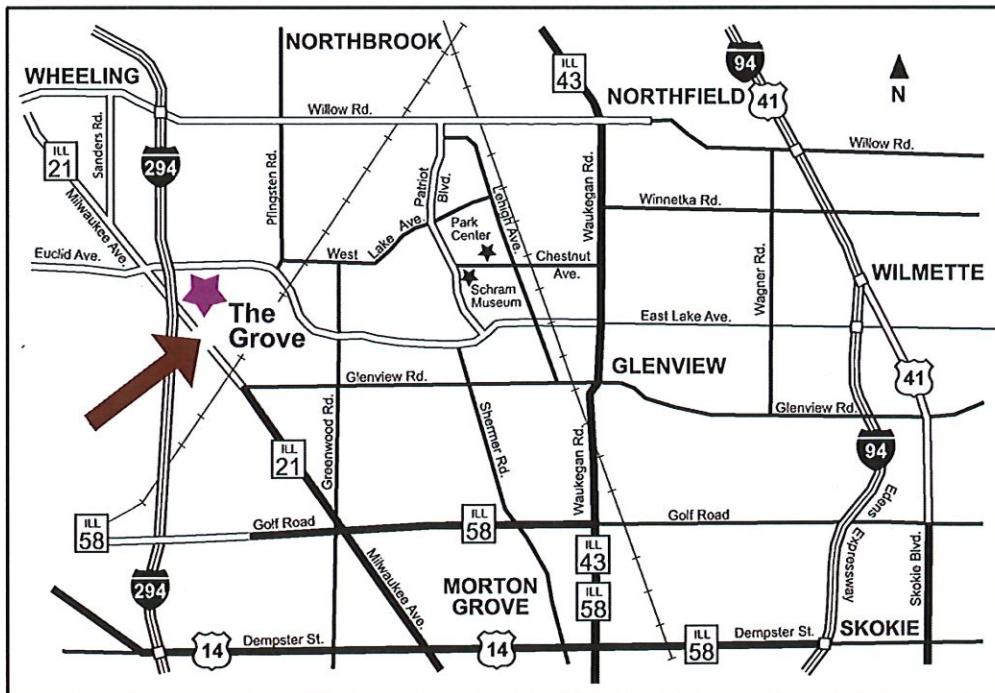 NORTHBROOK
ILL
43
94
41
N
WHEELING
NORTHFIELD
Willow Rd.
Willow Rd.
Sanders Rd.
ILL
21
294
Pfingsten Rd.
Patriot
Blvd.
Lehigh Ave.
Waukegan Rd.
Winnetka Rd.
Milwaukee Ave.
Park
Center
Euclid Ave.
West Lake Ave.
Chestnut
Ave.
Wagner Rd.
WILMETTE
Schram
Museum
The
Grove
East Lake Ave.
GLENVIEW
41
Glenview Rd.
Glenview Rd.
Greenwood Rd.
Shermer Rd.
Waukegan Rd.
ILL
21
94
Edens
Expressway
ILL
58
Golf Road
ILL
58
Golf Road
Skokie Blvd.
294
Milwaukee Ave.
MORTON
GROVE
ILL
43
ILL
58
14
Dempster St.
14
ILL
58
Dempster St.
SKOKIE